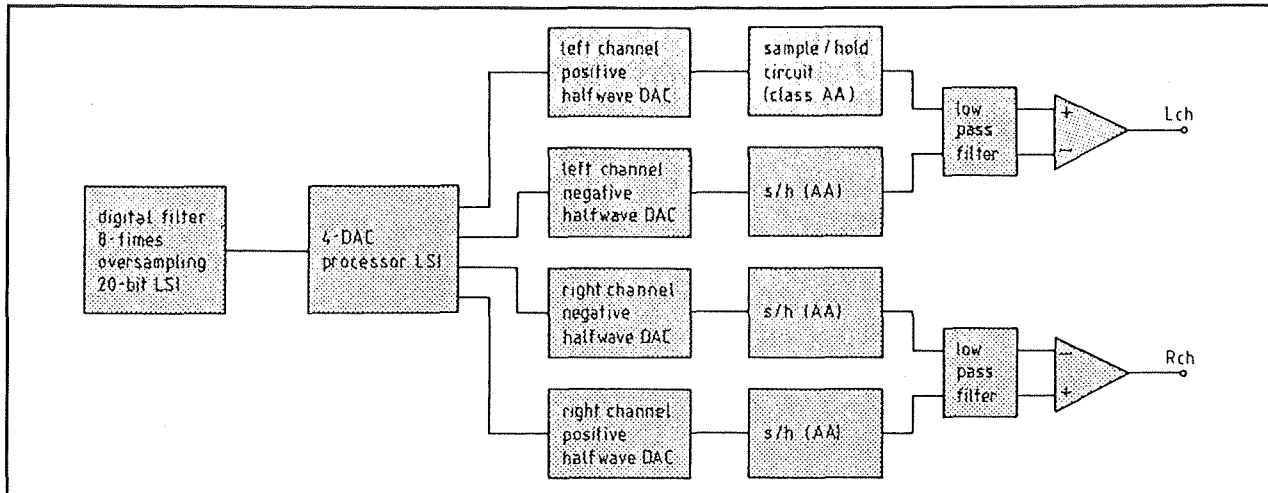 left channel
positive
halfwave DAC
sample / hold
circuit
(class AA)
low
pass
filter
+
−
Lch
left channel
negative
halfwave DAC
s/h (AA)
digital filter
8-times
oversampling
20-bit LSI
4-DAC
processor LSI
right channel
negative
halfwave DAC
s/h (AA)
low
pass
filter
−
+
Rch
right channel
positive
halfwave DAC
s/h (AA)